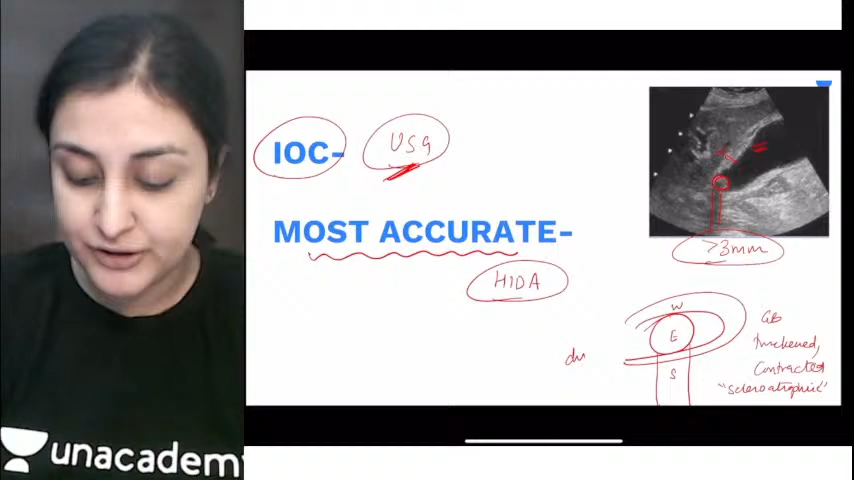 IOC- USG
MOST ACCURATE-
HIDA
>3mm
W
E
S
GB
thickened,
Contracted
"scleroatrophic"
unacademy